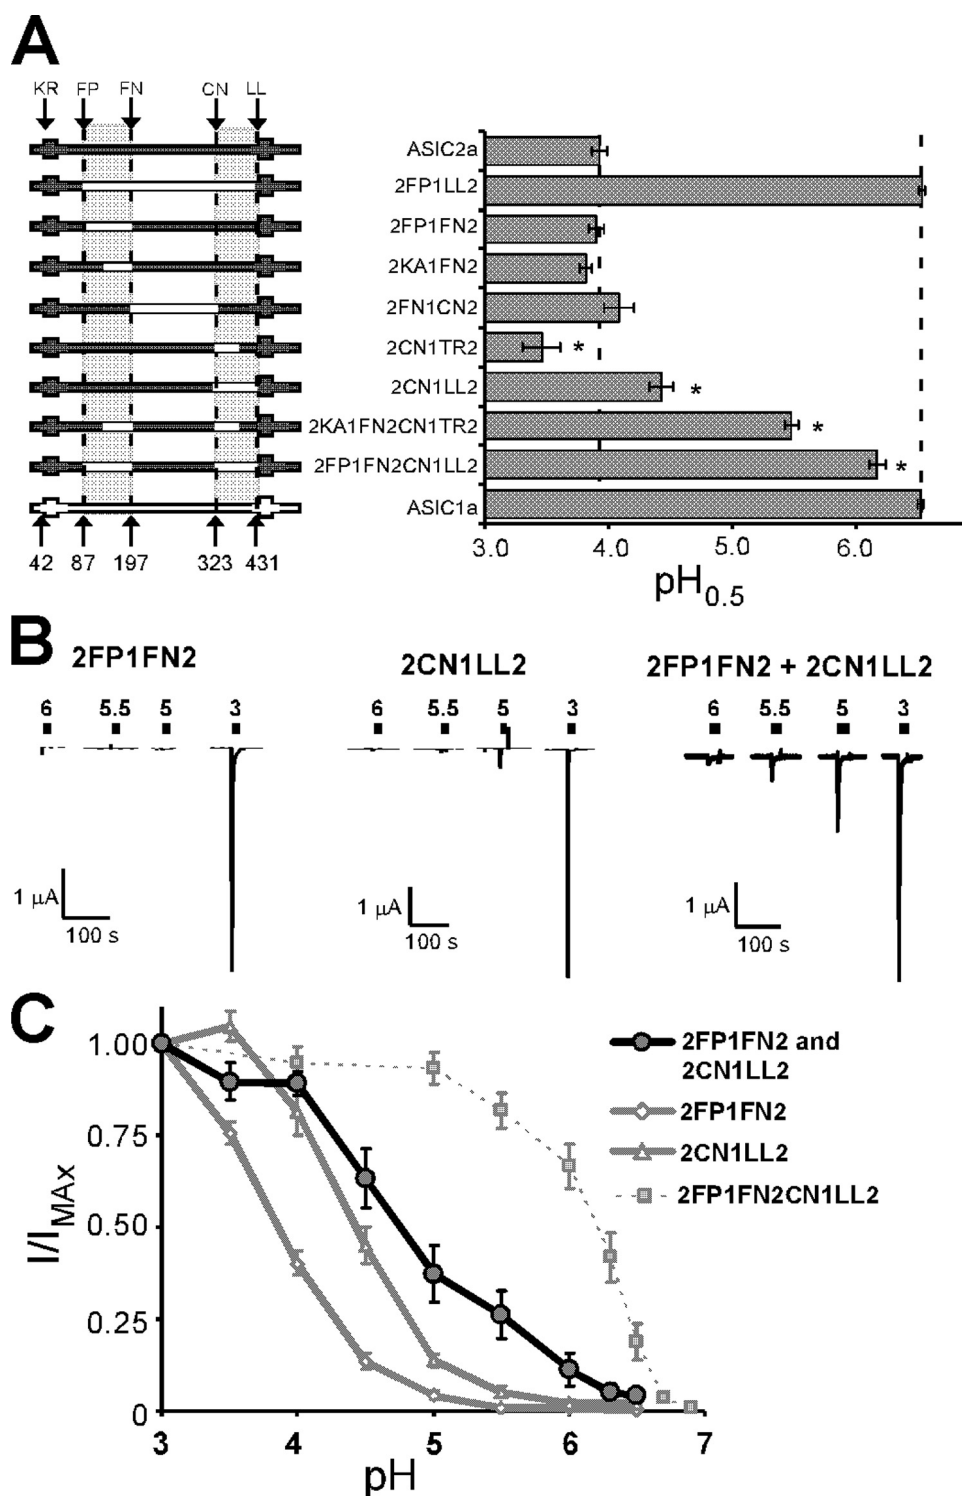 A
KR FP FN CN LL
ASIC2a
2FP1LL2
2FP1FN2
2KA1FN2
2FN1CN2
2CN1TR2
*
2CN1LL2
*
2KA1FN2CN1TR2
*
2FP1FN2CN1LL2
*
ASIC1a
42 87 197 323 431
3.0 4.0 5.0 6.0
pH0.5
B
2FP1FN2
2CN1LL2
2FP1FN2 + 2CN1LL2
6 5.5 5 3
6 5.5 5 3
6 5.5 5 3
1 µA
100 s
1 µA
100 s
1 µA
100 s
C
1.00
0.75
0.50
0.25
0
I/IMAx
3 4 5 6 7
pH
2FP1FN2 and
2CN1LL2
2FP1FN2
2CN1LL2
2FP1FN2CN1LL2